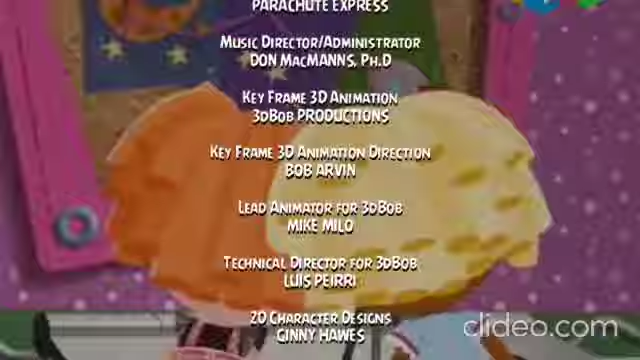 PARACHUTE EXPRESS
MUSIC DIRECTOR/ADMINISTRATOR
DON MACMANNS, PH.D
KEY FRAME 3D ANIMATION
3DBOB PRODUCTIONS
KEY FRAME 3D ANIMATION DIRECTION
BOB ARVIN
LEAD ANIMATOR FOR 3DBOB
MIKE MILO
TECHNICAL DIRECTOR FOR 3DBOB
LUIS PEIRRI
2D CHARACTER DESIGNS
GINNY HAWES
clideo.com